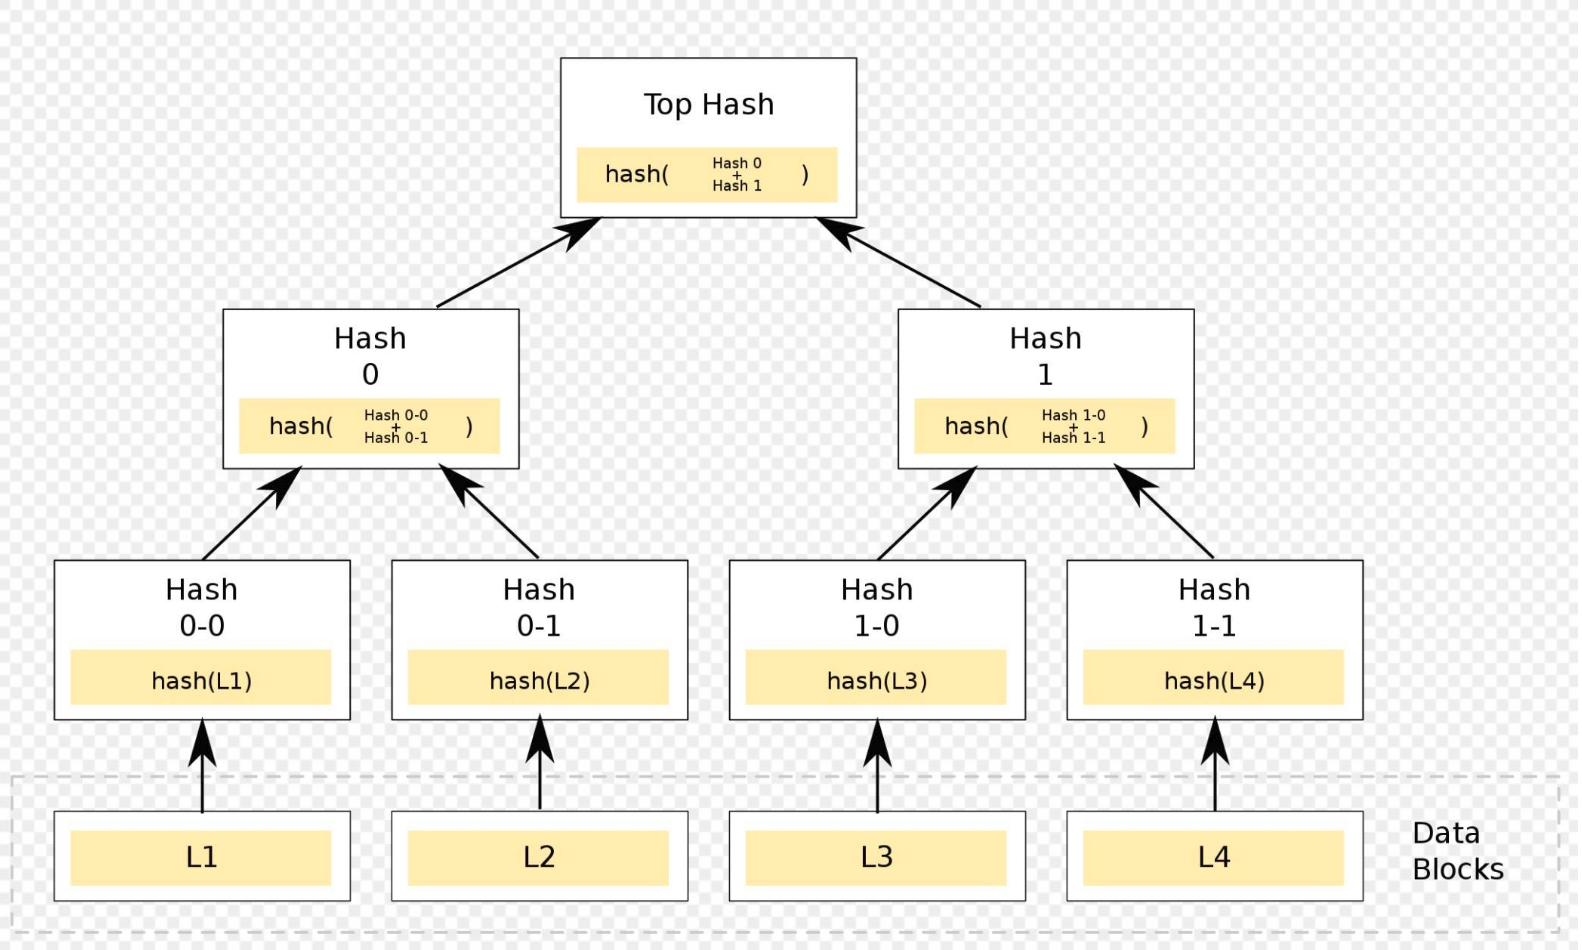 Top Hash
hash( Hash 0 + Hash 1 )
Hash
0
hash( Hash 0-0 + Hash 0-1 )
Hash
1
hash( Hash 1-0 + Hash 1-1 )
Hash
0-0
hash(L1)
Hash
0-1
hash(L2)
Hash
1-0
hash(L3)
Hash
1-1
hash(L4)
L1
L2
L3
L4
Data
Blocks